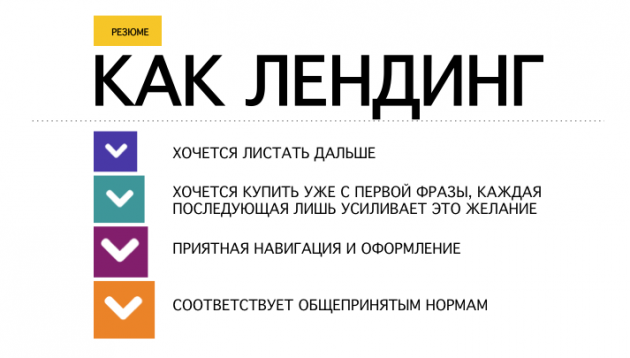 РЕЗЮМЕ
КАК ЛЕНДИНГ
ХОЧЕТСЯ ЛИСТАТЬ ДАЛЬШЕ
ХОЧЕТСЯ КУПИТЬ УЖЕ С ПЕРВОЙ ФРАЗЫ, КАЖДАЯ
ПОСЛЕДУЮЩАЯ ЛИШЬ УСИЛИВАЕТ ЭТО ЖЕЛАНИЕ
ПРИЯТНАЯ НАВИГАЦИЯ И ОФОРМЛЕНИЕ
СООТВЕТСТВУЕТ ОБЩЕПРИНЯТЫМ НОРМАМ